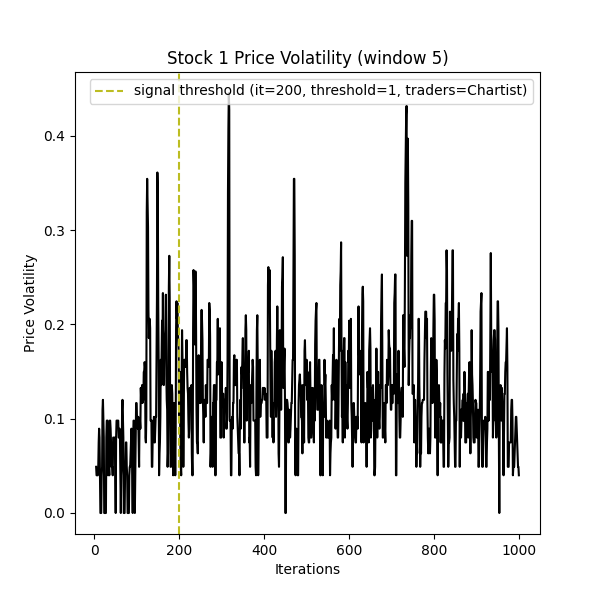 Stock 1 Price Volatility (window 5)
signal threshold (it=200, threshold=1, traders=Chartist)
Price Volatility
0.4
0.3
0.2
0.1
0.0
0 200 400 600 800 1000
Iterations